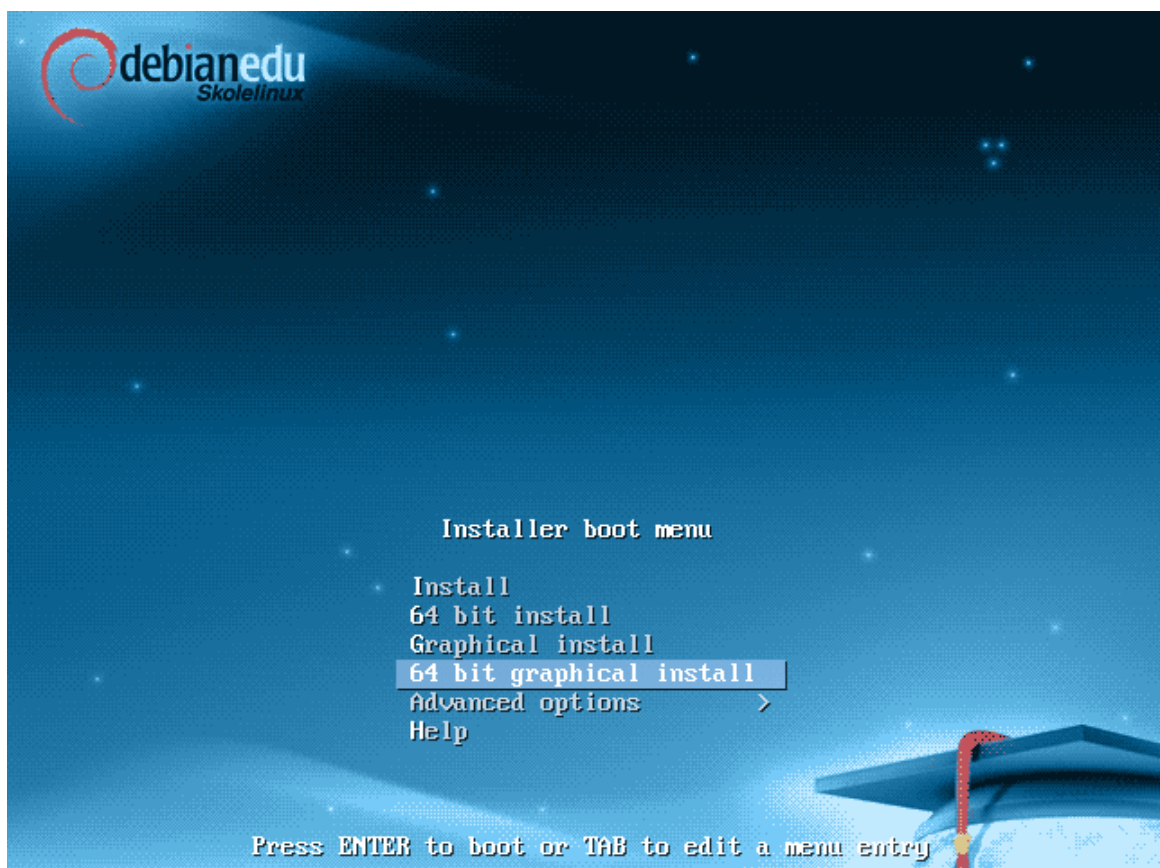 debianedu
Skolelinux
Installer boot menu
Install
64 bit install
Graphical install
64 bit graphical install
Advanced options >
Help
Press ENTER to boot or TAB to edit a menu entry